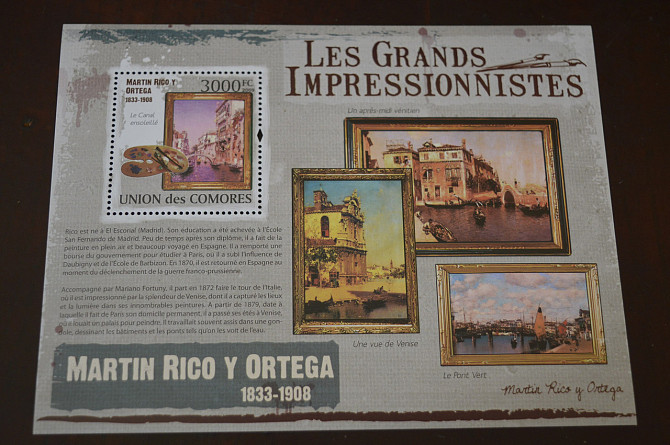 LES GRANDS
IMPRESSIONNISTES
MARTIN RICO Y
ORTEGA
1833-1908
3000FC
Le Canal
ensoleillé
UNION des COMORES
Un après-midi vénitien
Rico est né à El Escorial (Madrid). Son éducation a été achevée à l'École
San Fernando de Madrid. Peu de temps après son diplôme, il a fait de la
peinture en plein air et beaucoup voyagé en Espagne. Il a remporté une
bourse du gouvernement pour étudier à Paris, où il a subi l'influence de
Daubigny et de l'École de Barbizon. En 1870, il est retourné en Espagne au
moment du déclenchement de la guerre franco-prussienne.
Accompagné par Mariano Fortuny, il part en 1872 faire le tour de l'Italie,
où il est impressionné par la splendeur de Venise, dont il a capturé les lieux
et la lumière dans ses innombrables peintures. À partir de 1879, date à
laquelle il fait de Paris son domicile permanent, il a passé ses étés à Venise,
où il louait ses palais pour peindre. Il travaillait souvent assis dans une gon-
dole, dessinant les bâtiments et les ponts tels qu'on les voit de l'eau.
Une vue de Venise
Le Pont Vert
MARTIN RICO Y ORTEGA
1833-1908
Martin Rico y Ortega